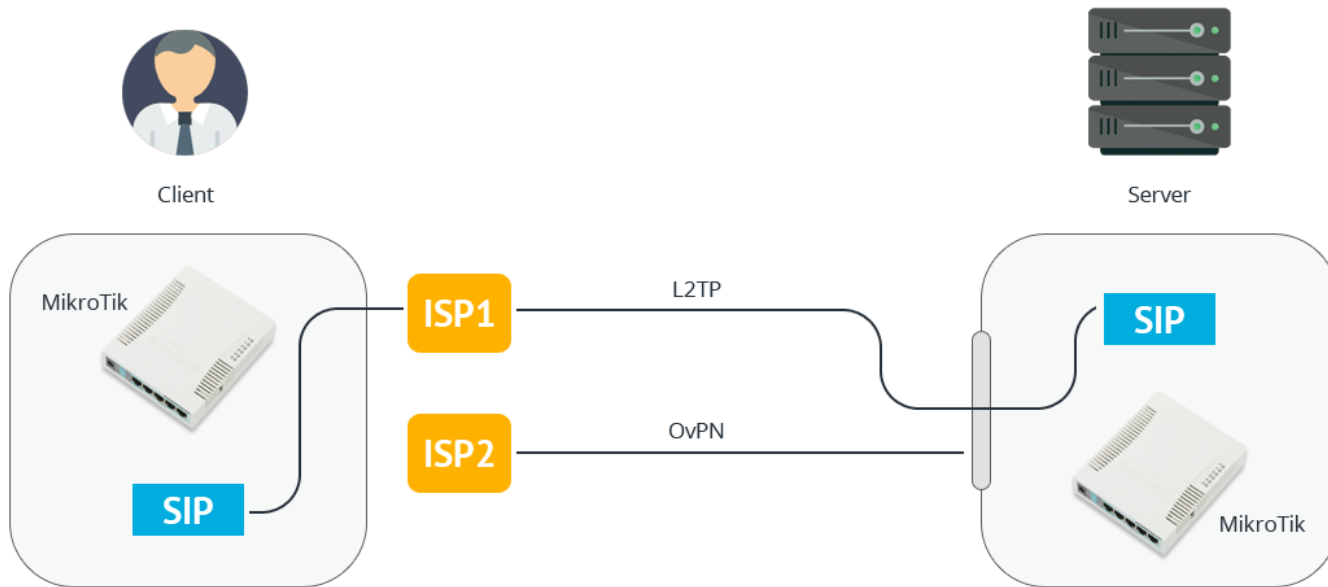 Client
Server
MikroTik
ISP1
L2TP
SIP
ISP2
OvPN
SIP
MikroTik